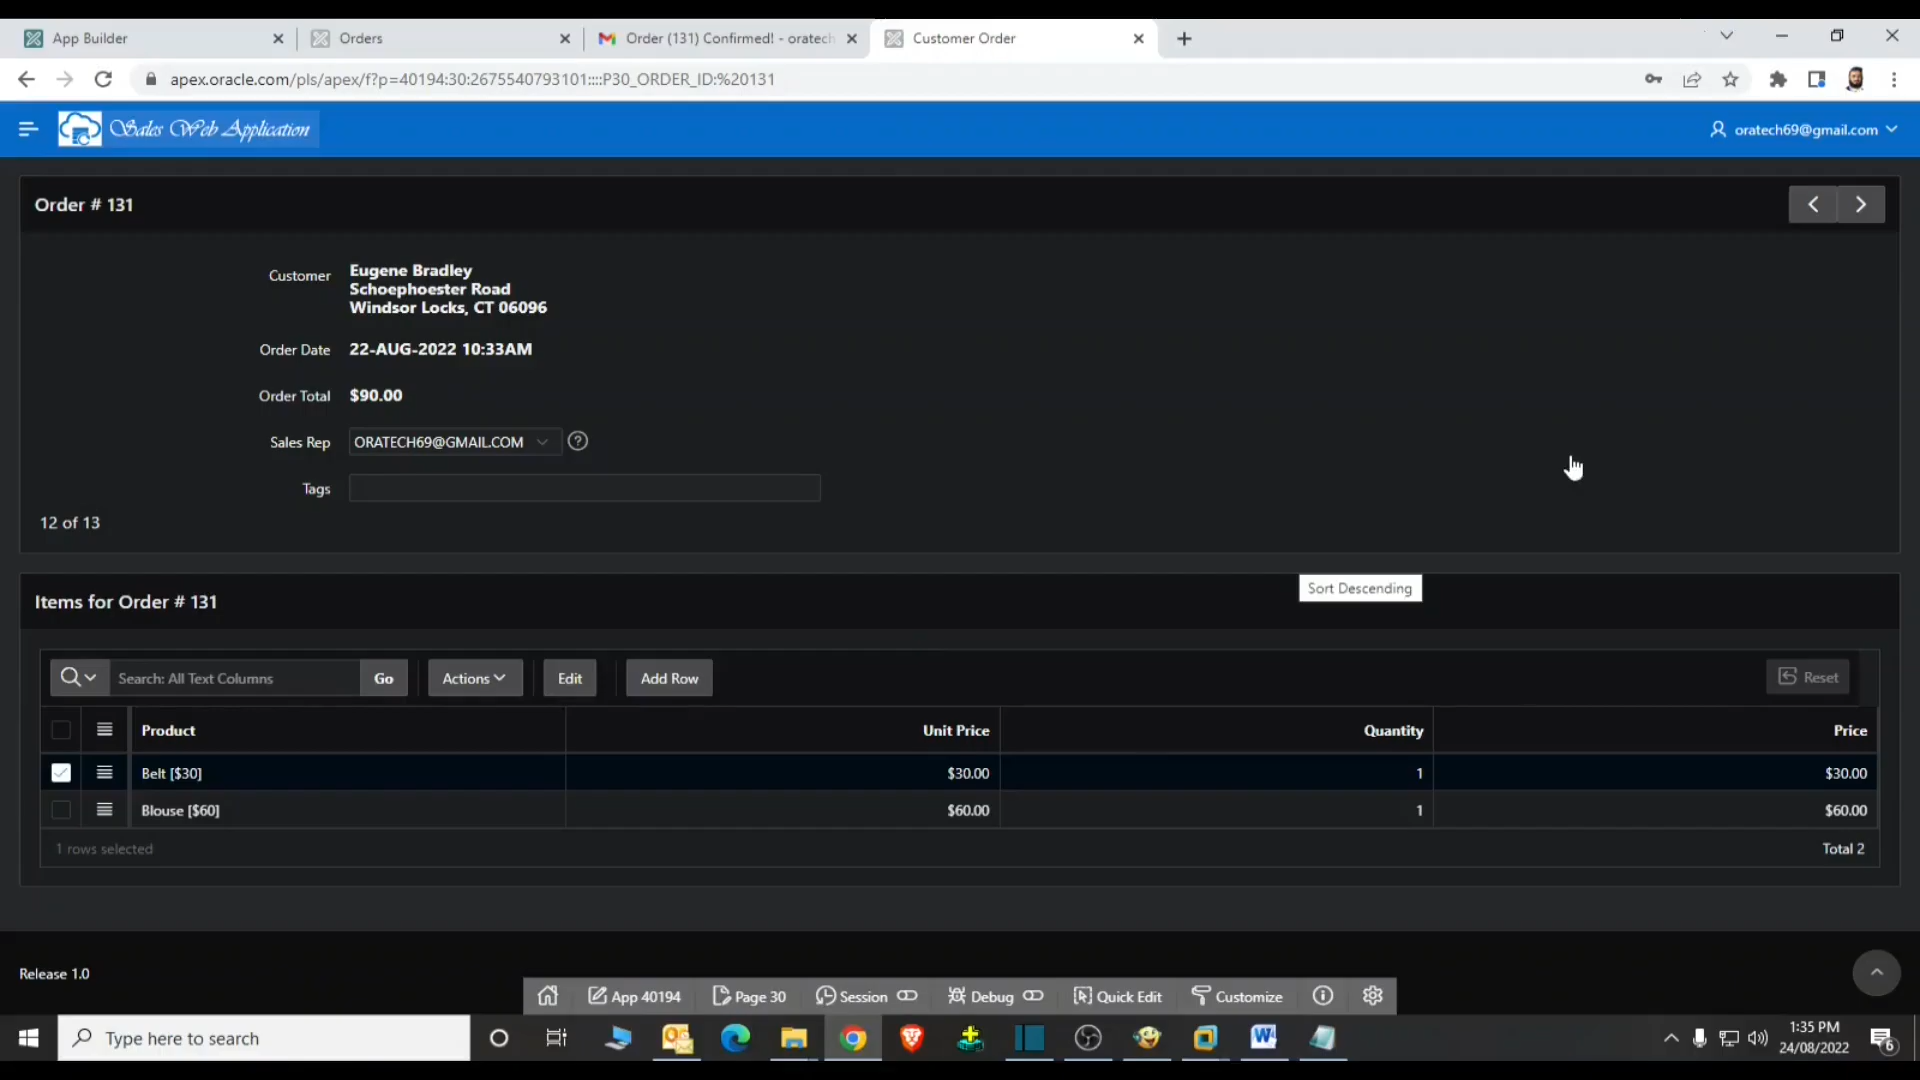 App Builder
Orders
Order (131) Confirmed! - oratech
Customer Order
apex.oracle.com/pls/apex/f?p=40194:30:2675540793101::::P30_ORDER_ID:%20131
Sales Web Application
oratech69@gmail.com
Order # 131
Customer
Eugene Bradley
Schoephoester Road
Windsor Locks, CT 06096
Order Date
22-AUG-2022 10:33AM
Order Total
$90.00
Sales Rep
ORATECH69@GMAIL.COM
Tags
12 of 13
Sort Descending
Items for Order # 131
Search: All Text Columns
Go
Actions
Edit
Add Row
Reset
Product Unit Price Quantity Price
Belt [$30] $30.00 1 $30.00
Blouse [$60] $60.00 1 $60.00
1 rows selected
Total 2
Release 1.0
App 40194
Page 30
Session
Debug
Quick Edit
Customize
Type here to search
1:35 PM
24/08/2022
6